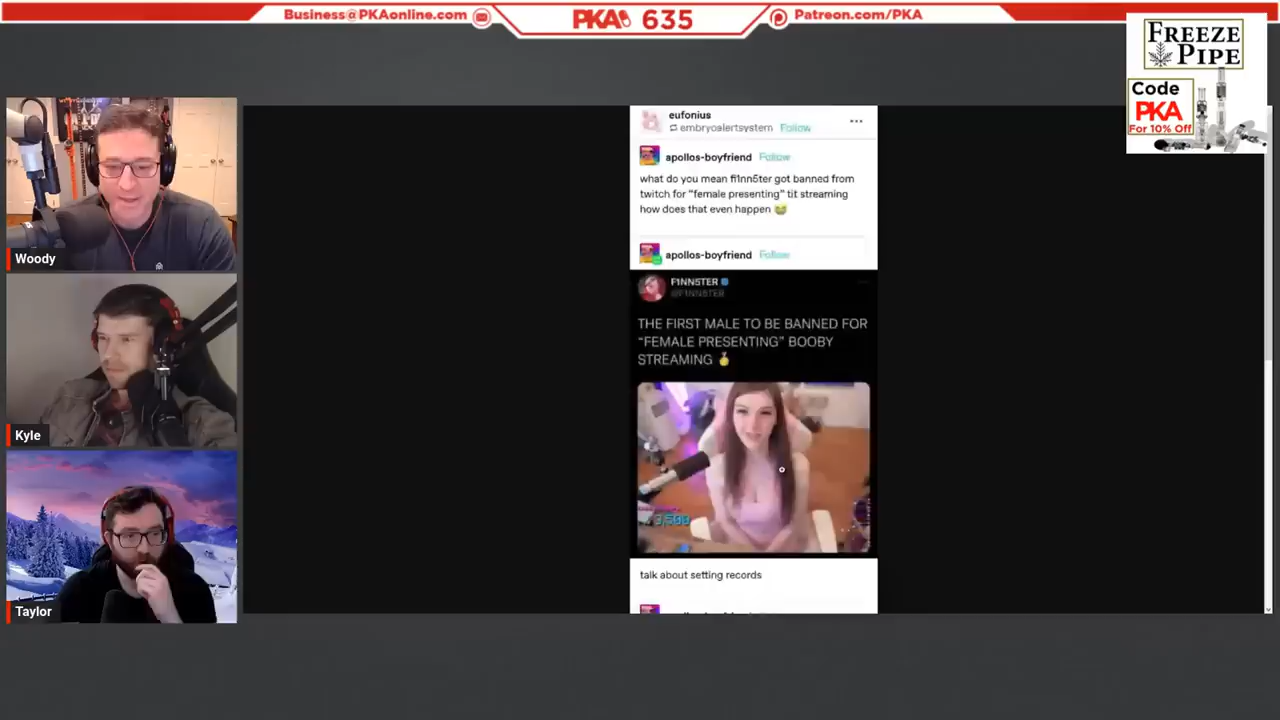 Business@PKAonline.com
PKA 635
Patreon.com/PKA
FREEZE
PIPE
Code
PKA
For 10% Off
Woody
Kyle
Taylor
eufonius
embryoalertsystem Follow
apollos-boyfriend Follow
what do you mean f1nn5ter got banned from
twitch for "female presenting" tit streaming
how does that even happen 😭
apollos-boyfriend Follow
F1NN5TER
@F1NN5TER
THE FIRST MALE TO BE BANNED FOR
"FEMALE PRESENTING" BOOBY
STREAMING 🥇
talk about setting records